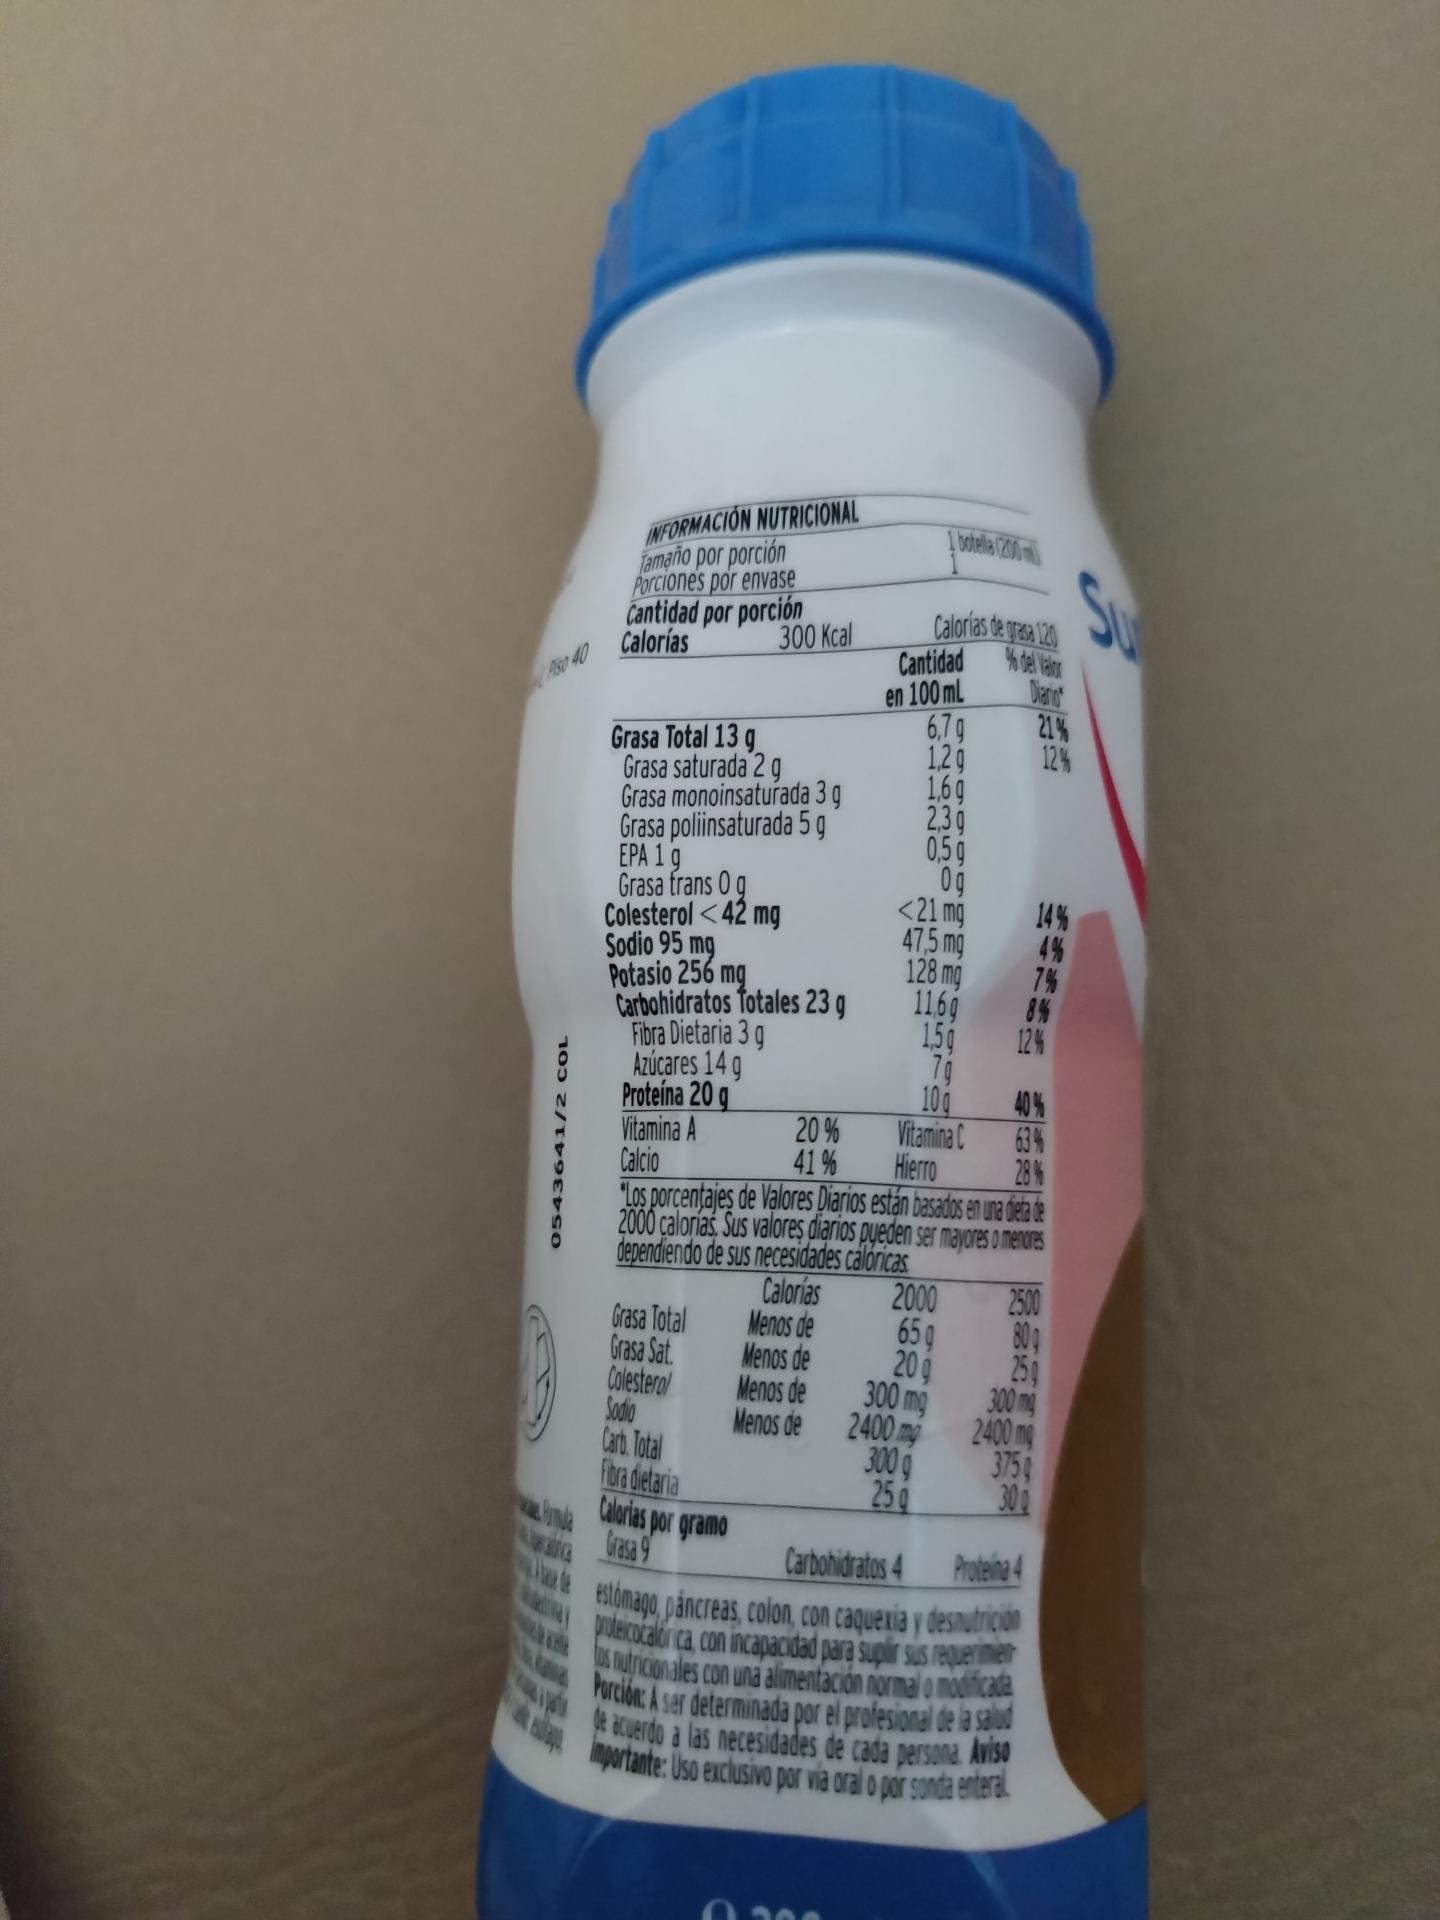 INFORMACIÓN NUTRICIONAL
Tamaño por porción 1 botella (200 ml)
Porciones por envase 1
Cantidad por porción
Calorías 300 Kcal Calorías de grasa 120
Cantidad % del Valor
en 100 mL Diario*
Grasa Total 13 g 6,7 g 21 %
Grasa saturada 2 g 1,2 g 12 %
Grasa monoinsaturada 3 g 1,6 g
Grasa poliinsaturada 5 g 2,3 g
EPA 1 g 0,5 g
Grasa trans 0 g 0 g
Colesterol < 42 mg < 21 mg 14 %
Sodio 95 mg 47,5 mg 4 %
Potasio 256 mg 128 mg 7 %
Carbohidratos Totales 23 g 11,6 g 8 %
Fibra Dietaria 3 g 1,5 g 12 %
Azúcares 14 g 7 g
Proteína 20 g 10 g 40 %
Vitamina A 20 % Vitamina C 63 %
Calcio 41 % Hierro 28 %
*Los porcentajes de Valores Diarios están basados en una dieta de
2000 calorías. Sus valores diarios pueden ser mayores o menores
dependiendo de sus necesidades calóricas.
Calorías 2000 2500
Grasa Total Menos de 65 g 80 g
Grasa Sat. Menos de 20 g 25 g
Colesterol Menos de 300 mg 300 mg
Sodio Menos de 2400 mg 2400 mg
Carb. Total 300 g 375 g
Fibra dietaria 25 g 30 g
Calorías por gramo
Grasa 9 Carbohidratos 4 Proteína 4
estómago, páncreas, colon, con caquexia y desnutrición
proteicocalórica, con incapacidad para suplir sus requerimien-
tos nutricionales con una alimentación normal o modificada.
Porción: A ser determinada por el profesional de la salud
de acuerdo a las necesidades de cada persona. Aviso
importante: Uso exclusivo por vía oral o por sonda enteral.
Piso 40
0543641/2 COL
Fórmula
A base de
a partir
Su